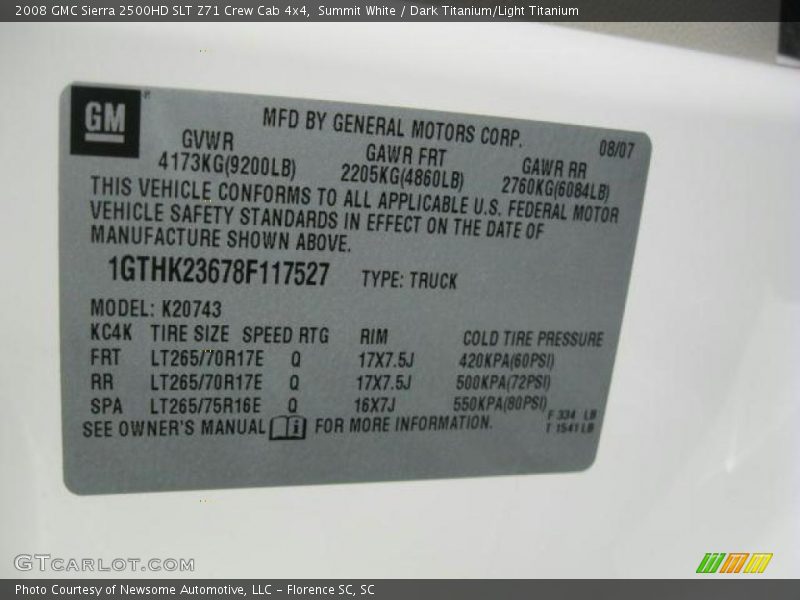 2008 GMC Sierra 2500HD SLT Z71 Crew Cab 4x4, Summit White / Dark Titanium/Light Titanium
GM
MFD BY GENERAL MOTORS CORP.
08/07
GVWR GAWR FRT GAWR RR
4173KG(9200LB) 2205KG(4860LB) 2760KG(6084LB)
THIS VEHICLE CONFORMS TO ALL APPLICABLE U.S. FEDERAL MOTOR
VEHICLE SAFETY STANDARDS IN EFFECT ON THE DATE OF
MANUFACTURE SHOWN ABOVE.
1GTHK23678F117527 TYPE: TRUCK
MODEL: K20743
KC4K TIRE SIZE SPEED RTG RIM COLD TIRE PRESSURE
FRT LT265/70R17E Q 17X7.5J 420KPA(60PSI)
RR LT265/70R17E Q 17X7.5J 500KPA(72PSI)
SPA LT265/75R16E Q 16X7J 550KPA(80PSI)
SEE OWNER'S MANUAL i FOR MORE INFORMATION.
F 334 LB
T 1541 LB
GTCARLOT.COM
Photo Courtesy of Newsome Automotive, LLC - Florence SC, SC